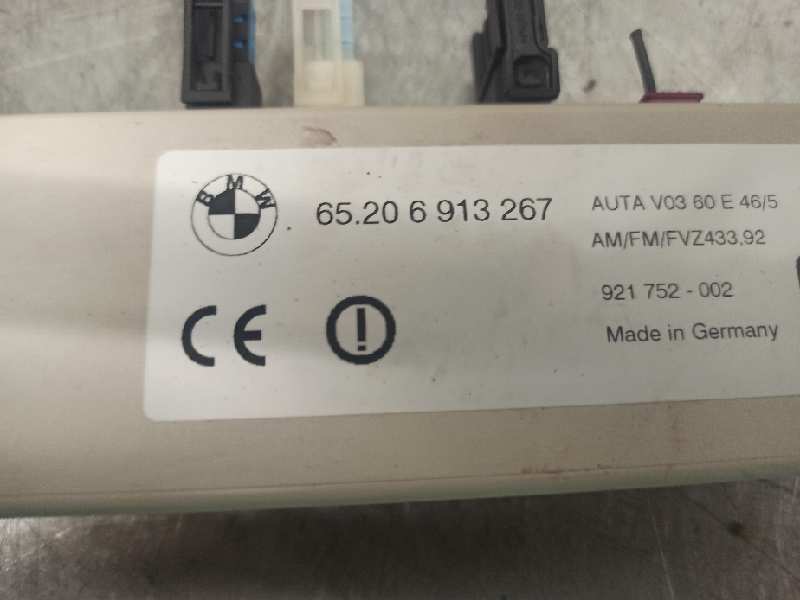 BMW
65.20 6 913 267
AUTA V03 60 E 46/5
AM/FM/FVZ433,92
921 752 - 002
Made in Germany
CE